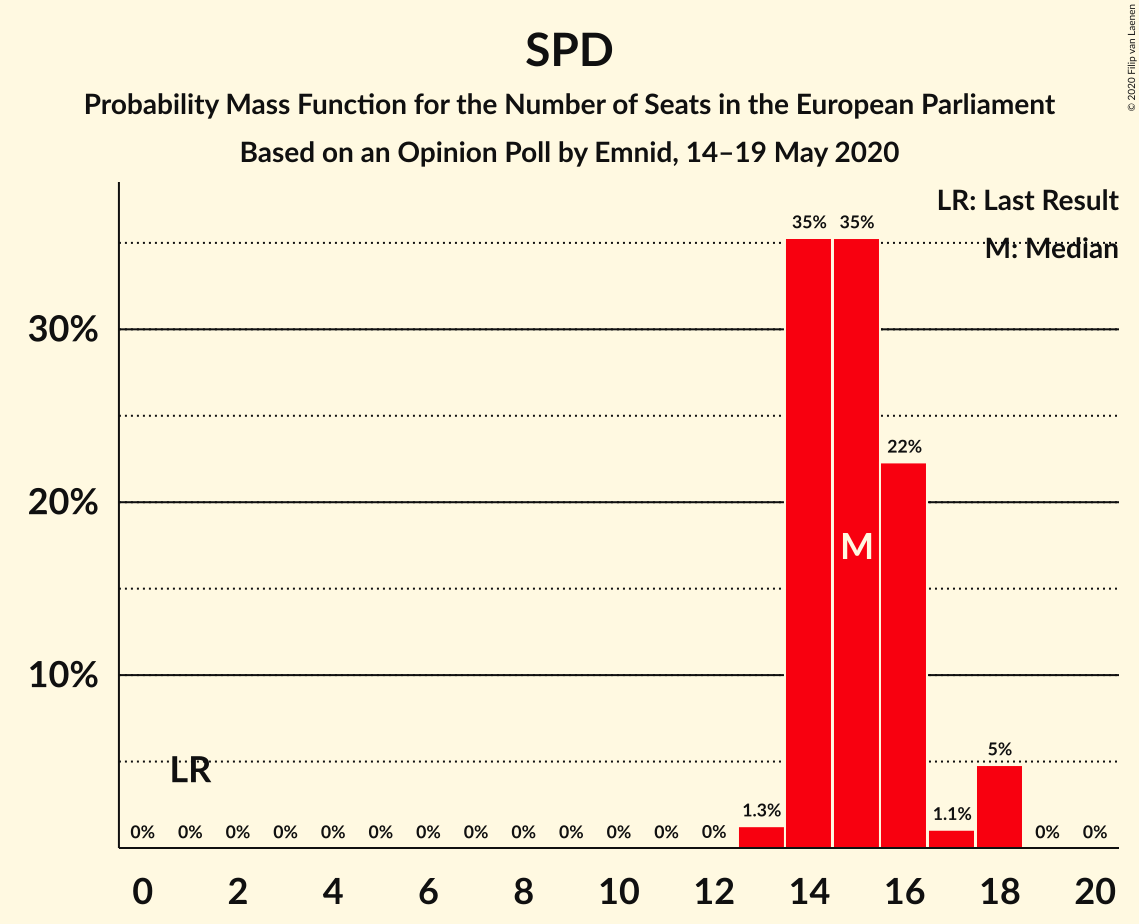 SPD
Probability Mass Function for the Number of Seats in the European Parliament
Based on an Opinion Poll by Emnid, 14–19 May 2020
© 2020 Filip van Laenen
LR: Last Result
M: Median
35% 35%
30%
22%
20%
M
10%
5%
LR
1.3% 1.1%
0% 0% 0% 0% 0% 0% 0% 0% 0% 0% 0% 0% 0% 0% 0%
0 2 4 6 8 10 12 14 16 18 20